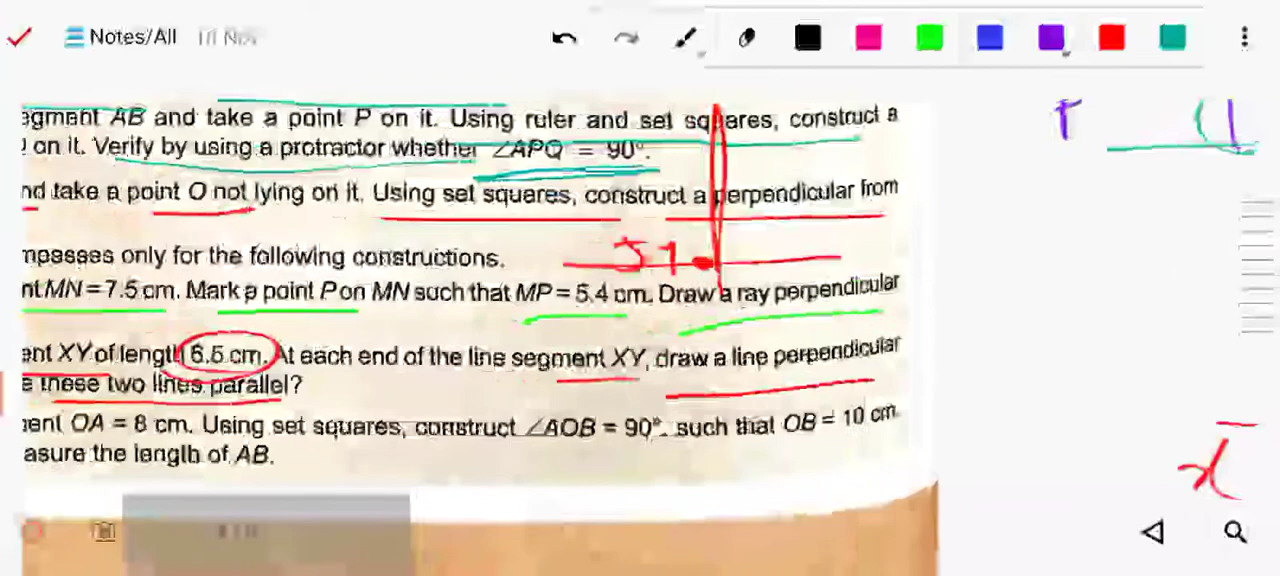 Notes/All
egment AB and take a point P on it. Using ruler and set squares, construct a
on it. Verify by using a protractor whether ∠APQ = 90°.
nd take a point O not lying on it. Using set squares, construct a perpendicular from
mpasses only for the following constructions.
nt MN = 7.5 cm. Mark a point P on MN such that MP = 5.4 cm. Draw a ray perpendicular
ent XY of length 6.5 cm. At each end of the line segment XY, draw a line perpendicular
e these two lines parallel?
ent OA = 8 cm. Using set squares, construct ∠AOB = 90°, such that OB = 10 cm.
asure the length of AB.